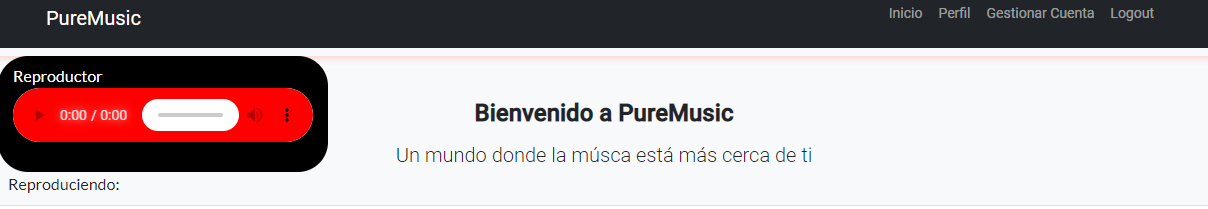 PureMusic
Inicio Perfil Gestionar Cuenta Logout
Reproductor
0:00 / 0:00
Bienvenido a PureMusic
Un mundo donde la músca está más cerca de ti
Reproduciendo: